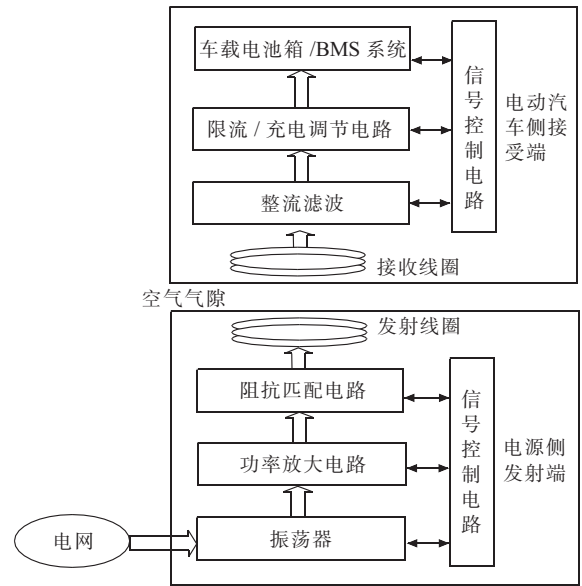 车载电池箱/BMS 系统
限流/充电调节电路
整流滤波
接收线圈
信号控制电路
电动汽
车侧接
受端
空气气隙
发射线圈
阻抗匹配电路
功率放大电路
振荡器
电网
信号控制电路
电源侧
发射端